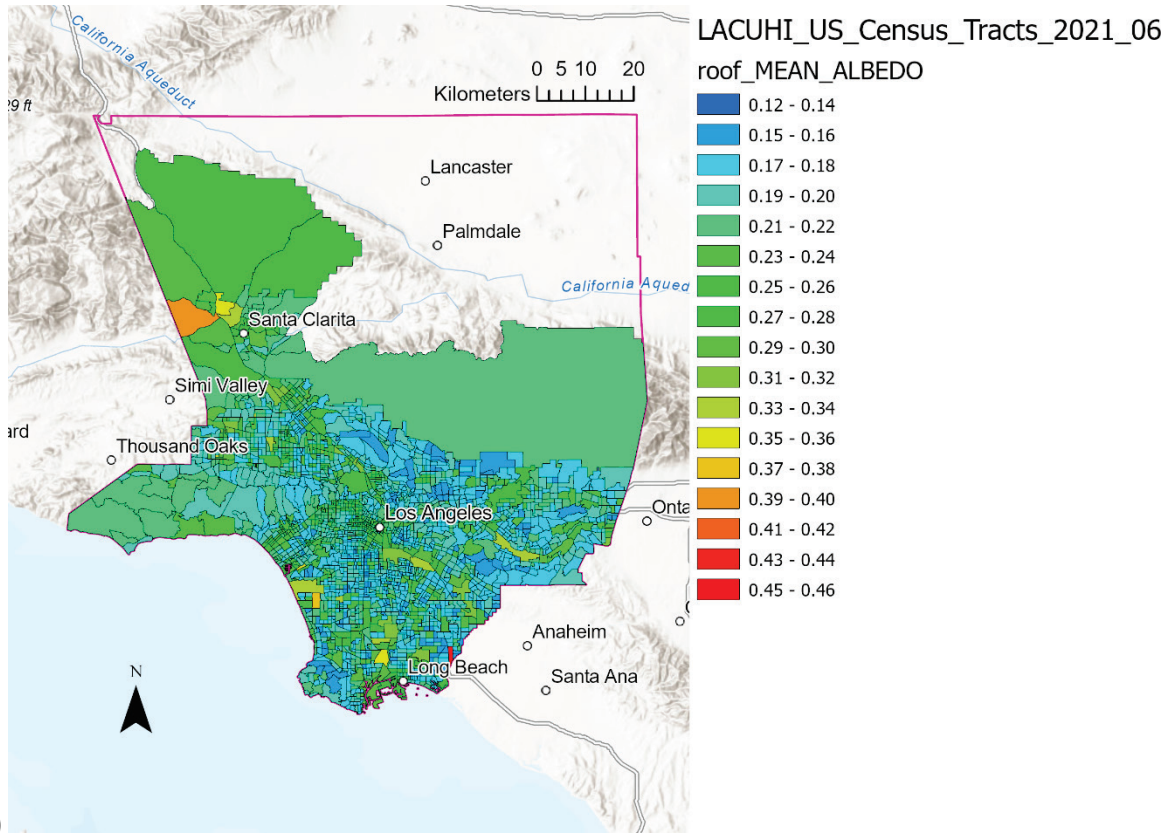 LACUHI_US_Census_Tracts_2021_06
roof_MEAN_ALBEDO
0.12 - 0.14
0.15 - 0.16
0.17 - 0.18
0.19 - 0.20
0.21 - 0.22
0.23 - 0.24
0.25 - 0.26
0.27 - 0.28
0.29 - 0.30
0.31 - 0.32
0.33 - 0.34
0.35 - 0.36
0.37 - 0.38
0.39 - 0.40
0.41 - 0.42
0.43 - 0.44
0.45 - 0.46
California Aqueduct
0 5 10 20
Kilometers
29 ft
Lancaster
Palmdale
California Aqued
Santa Clarita
Simi Valley
ard
Thousand Oaks
Los Angeles
Onta
Anaheim
Long Beach
Santa Ana
N